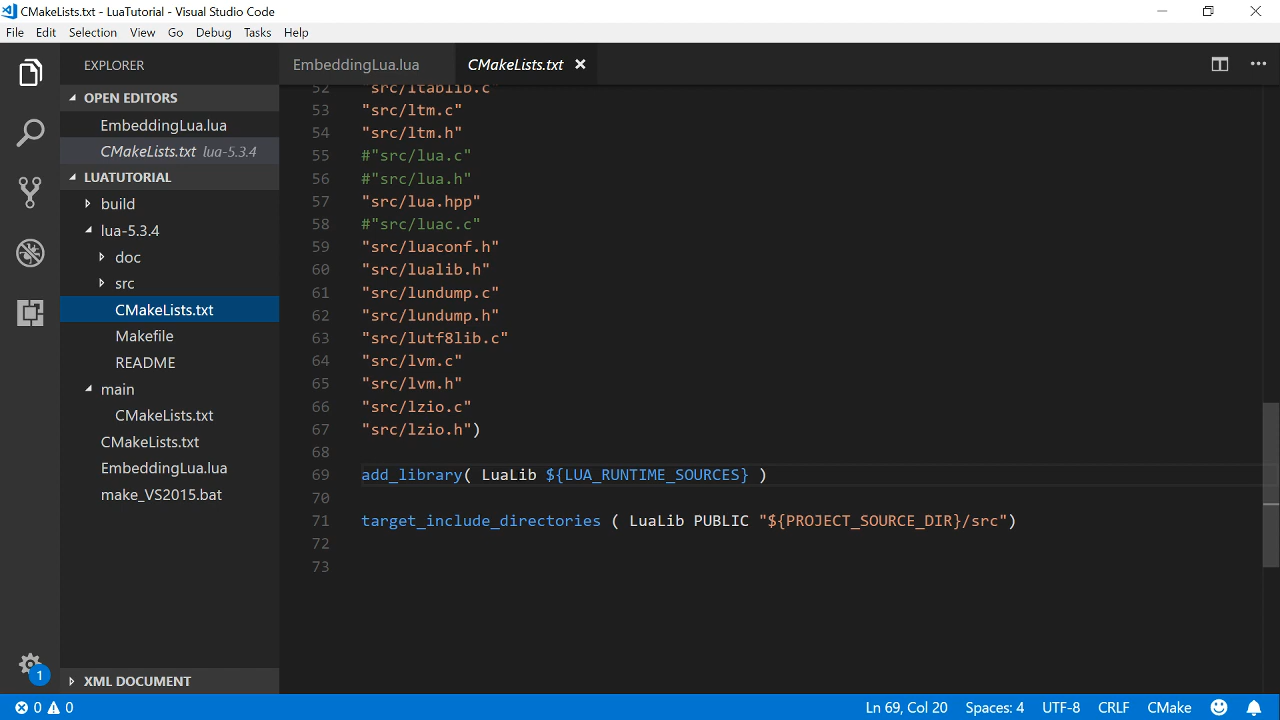 CMakeLists.txt - LuaTutorial - Visual Studio Code
File Edit Selection View Go Debug Tasks Help
EXPLORER
OPEN EDITORS
EmbeddingLua.lua
CMakeLists.txt lua-5.3.4
LUATUTORIAL
build
lua-5.3.4
doc
src
CMakeLists.txt
Makefile
README
main
CMakeLists.txt
CMakeLists.txt
EmbeddingLua.lua
make_VS2015.bat
XML DOCUMENT
1
EmbeddingLua.lua CMakeLists.txt
52 "src/ltablib.c"
53 "src/ltm.c"
54 "src/ltm.h"
55 #"src/lua.c"
56 #"src/lua.h"
57 "src/lua.hpp"
58 #"src/luac.c"
59 "src/luaconf.h"
60 "src/lualib.h"
61 "src/lundump.c"
62 "src/lundump.h"
63 "src/lutf8lib.c"
64 "src/lvm.c"
65 "src/lvm.h"
66 "src/lzio.c"
67 "src/lzio.h")
68
69 add_library( LuaLib ${LUA_RUNTIME_SOURCES} )
70
71 target_include_directories ( LuaLib PUBLIC "${PROJECT_SOURCE_DIR}/src")
72
73
0 0 Ln 69, Col 20 Spaces: 4 UTF-8 CRLF CMake